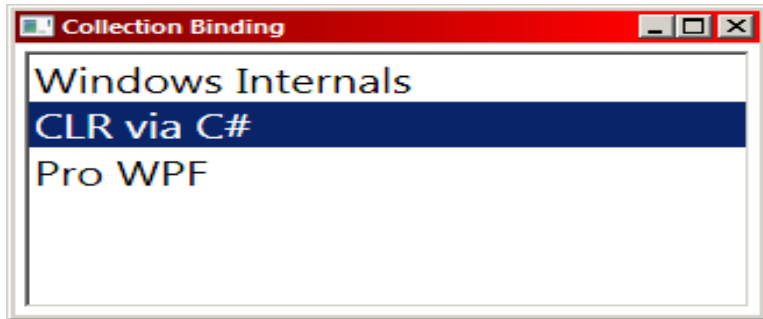 Collection Binding
Windows Internals
CLR via C#
Pro WPF